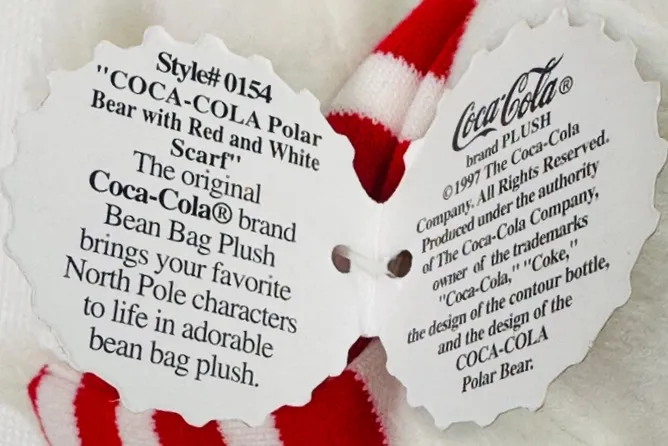 Style# 0154
"COCA-COLA Polar
Bear with Red and White
Scarf"
The original
Coca-Cola® brand
Bean Bag Plush
brings your favorite
North Pole characters
to life in adorable
bean bag plush.
Coca-Cola®
brand PLUSH
©1997 The Coca-Cola
Company. All Rights Reserved.
Produced under the authority
of The Coca-Cola Company,
owner of the trademarks
"Coca-Cola," "Coke,"
the design of the contour bottle,
and the design of the
COCA-COLA
Polar Bear.